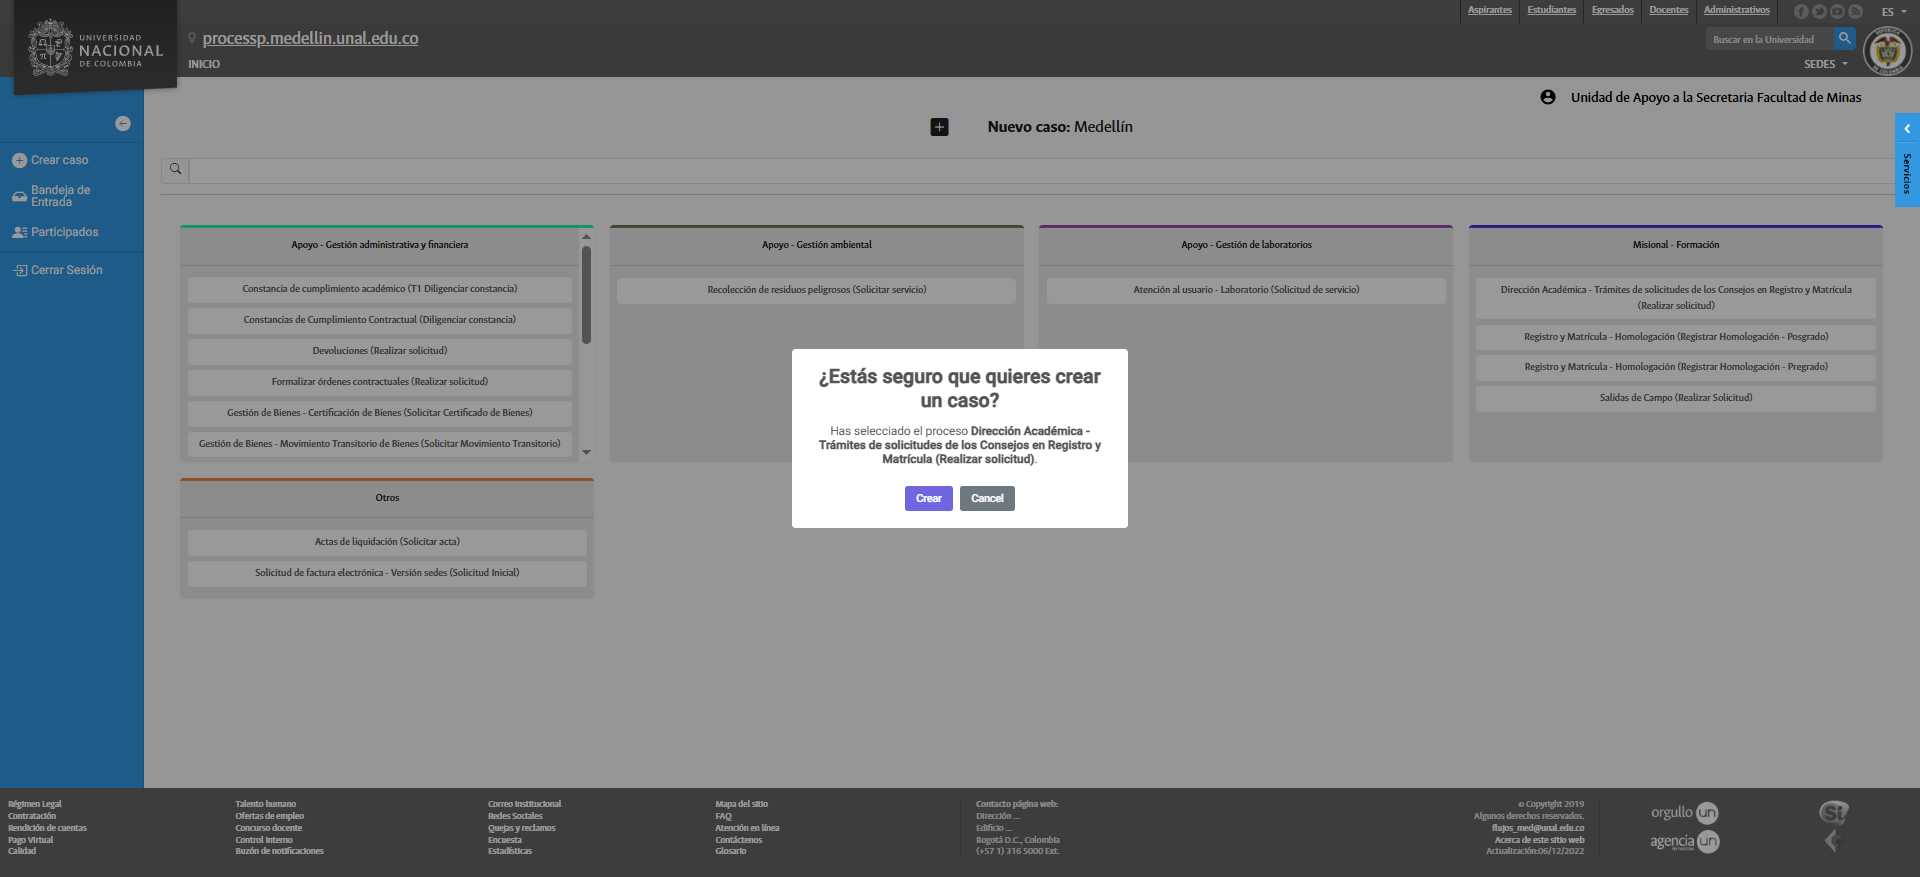 Aspirantes Estudiantes Egresados Docentes Administrativos ES
UNIVERSIDAD
NACIONAL
DE COLOMBIA
processp.medellin.unal.edu.co
Buscar en la Universidad
INICIO
SEDES
Unidad de Apoyo a la Secretaria Facultad de Minas
Nuevo caso: Medellín
Servicios
Crear caso
Bandeja de
Entrada
Participados
Cerrar Sesión
Apoyo - Gestión administrativa y financiera
Constancia de cumplimiento académico (T1 Diligenciar constancia)
Constancias de Cumplimiento Contractual (Diligenciar constancia)
Devoluciones (Realizar solicitud)
Formalizar órdenes contractuales (Realizar solicitud)
Gestión de Bienes - Certificación de Bienes (Solicitar Certificado de Bienes)
Gestión de Bienes - Movimiento Transitorio de Bienes (Solicitar Movimiento Transitorio)
Apoyo - Gestión ambiental
Recolección de residuos peligrosos (Solicitar servicio)
Apoyo - Gestión de laboratorios
Atención al usuario - Laboratorio (Solicitud de servicio)
Misional - Formación
Dirección Académica - Trámites de solicitudes de los Consejos en Registro y Matrícula
(Realizar solicitud)
Registro y Matrícula - Homologación (Registrar Homologación - Posgrado)
Registro y Matrícula - Homologación (Registrar Homologación - Pregrado)
Salidas de Campo (Realizar Solicitud)
¿Estás seguro que quieres crear
un caso?
Has selecciado el proceso Dirección Académica -
Trámites de solicitudes de los Consejos en Registro y
Matrícula (Realizar solicitud).
Crear Cancel
Otros
Actas de liquidación (Solicitar acta)
Solicitud de factura electrónica - Versión sedes (Solicitud Inicial)
Régimen Legal
Contratación
Rendición de cuentas
Pago Virtual
Calidad
Talento humano
Ofertas de empleo
Concurso docente
Control interno
Buzón de notificaciones
Correo institucional
Redes Sociales
Quejas y reclamos
Encuesta
Estadísticas
Mapa del sitio
FAQ
Atención en línea
Contáctenos
Glosario
Contacto página web:
Dirección ...
Edificio ...
Bogotá D.C., Colombia
(+57 1) 316 5000 Ext.
© Copyright 2019
Algunos derechos reservados.
flujos_med@unal.edu.co
Acerca de este sitio web
Actualización:06/12/2022
orgullo un
agencia un